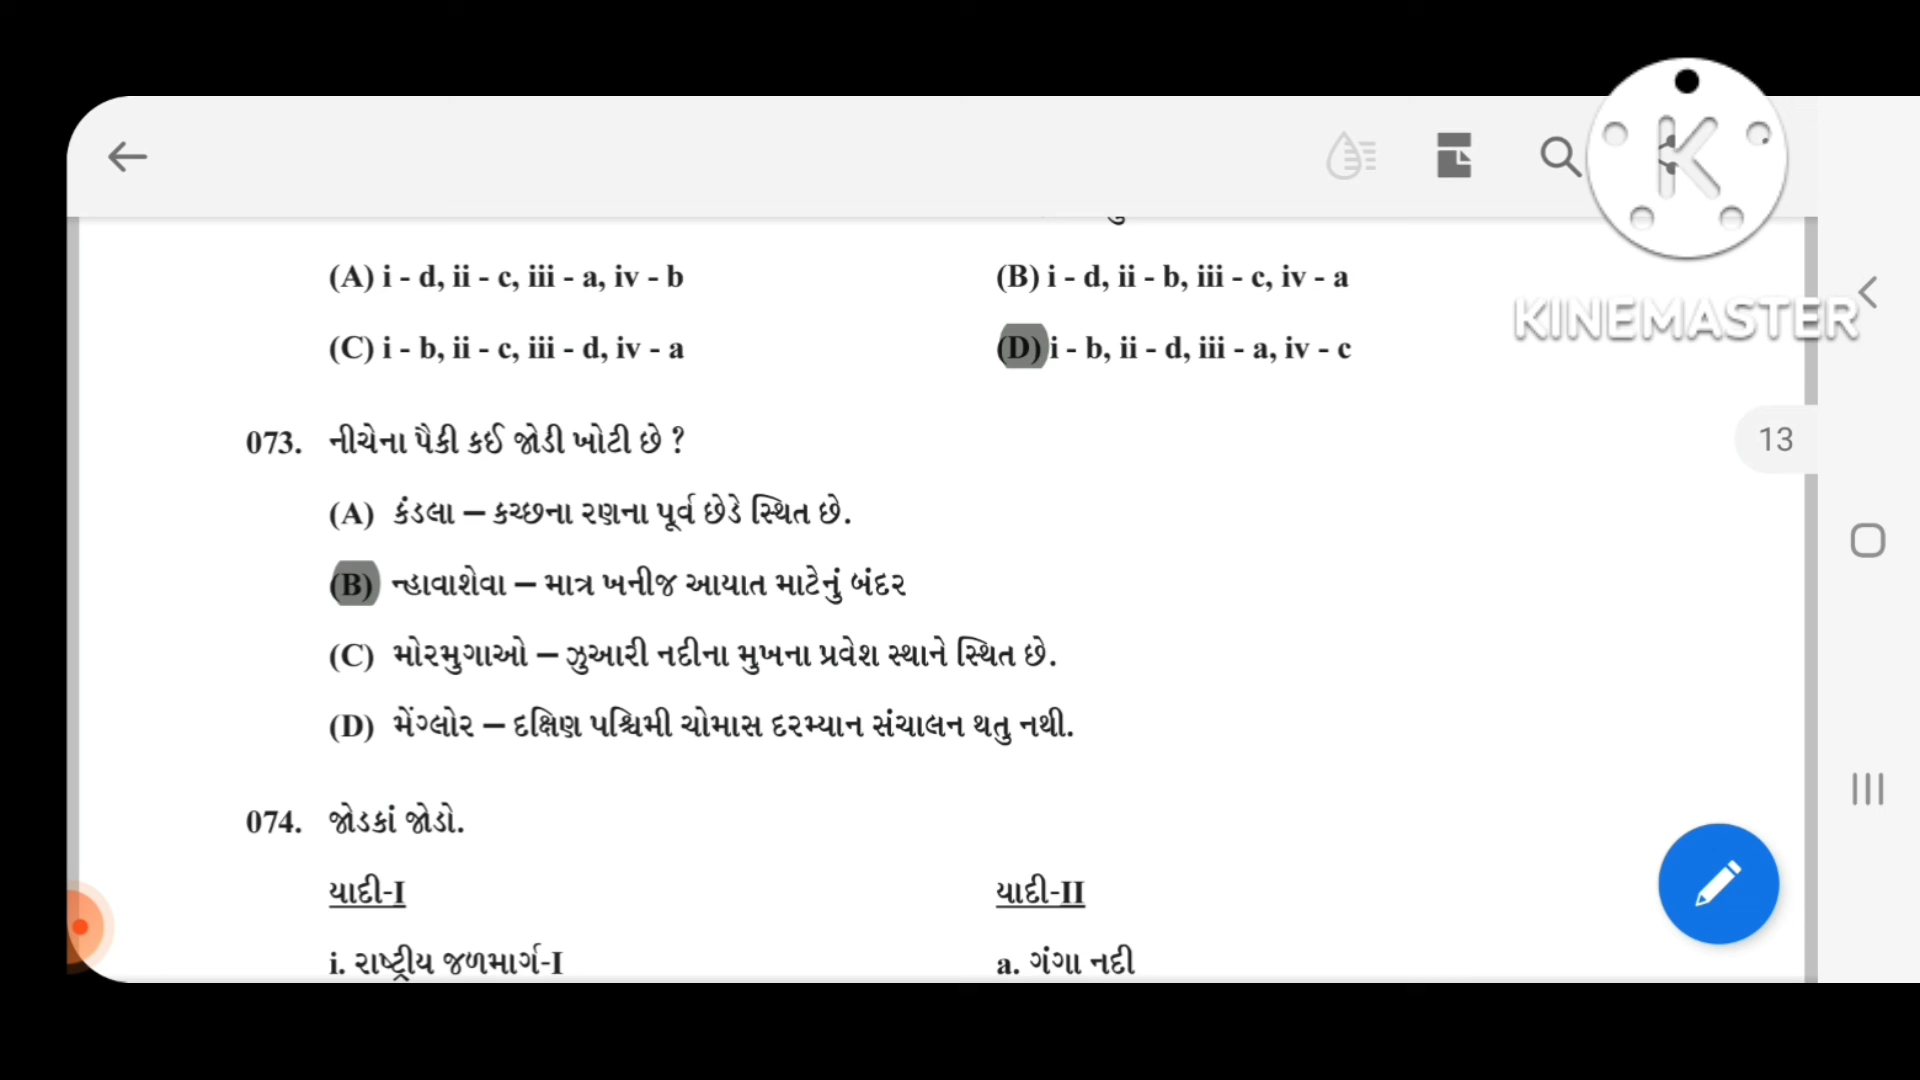 (A) i - d, ii - c, iii - a, iv - b
(B) i - d, ii - b, iii - c, iv - a
KINEMASTER
(C) i - b, ii - c, iii - d, iv - a
(D) i - b, ii - d, iii - a, iv - c
073. નીચેના પૈકી કઈ જોડી ખોટી છે ?
13
(A) કંડલા – કચ્છના રણના પૂર્વ છેડે સ્થિત છે.
(B) ન્હાવાશેવા – માત્ર ખનીજ આયાત માટેનું બંદર
(C) મોરમુગાઓ – ઝુઆરી નદીના મુખના પ્રવેશ સ્થાને સ્થિત છે.
(D) મેંગ્લોર – દક્ષિણ પશ્ચિમી ચોમાસ દરમ્યાન સંચાલન થતુ નથી.
074. જોડકાં જોડો.
યાદી-I
યાદી-II
i. રાષ્ટ્રીય જળમાર્ગ-I
a. ગંગા નદી